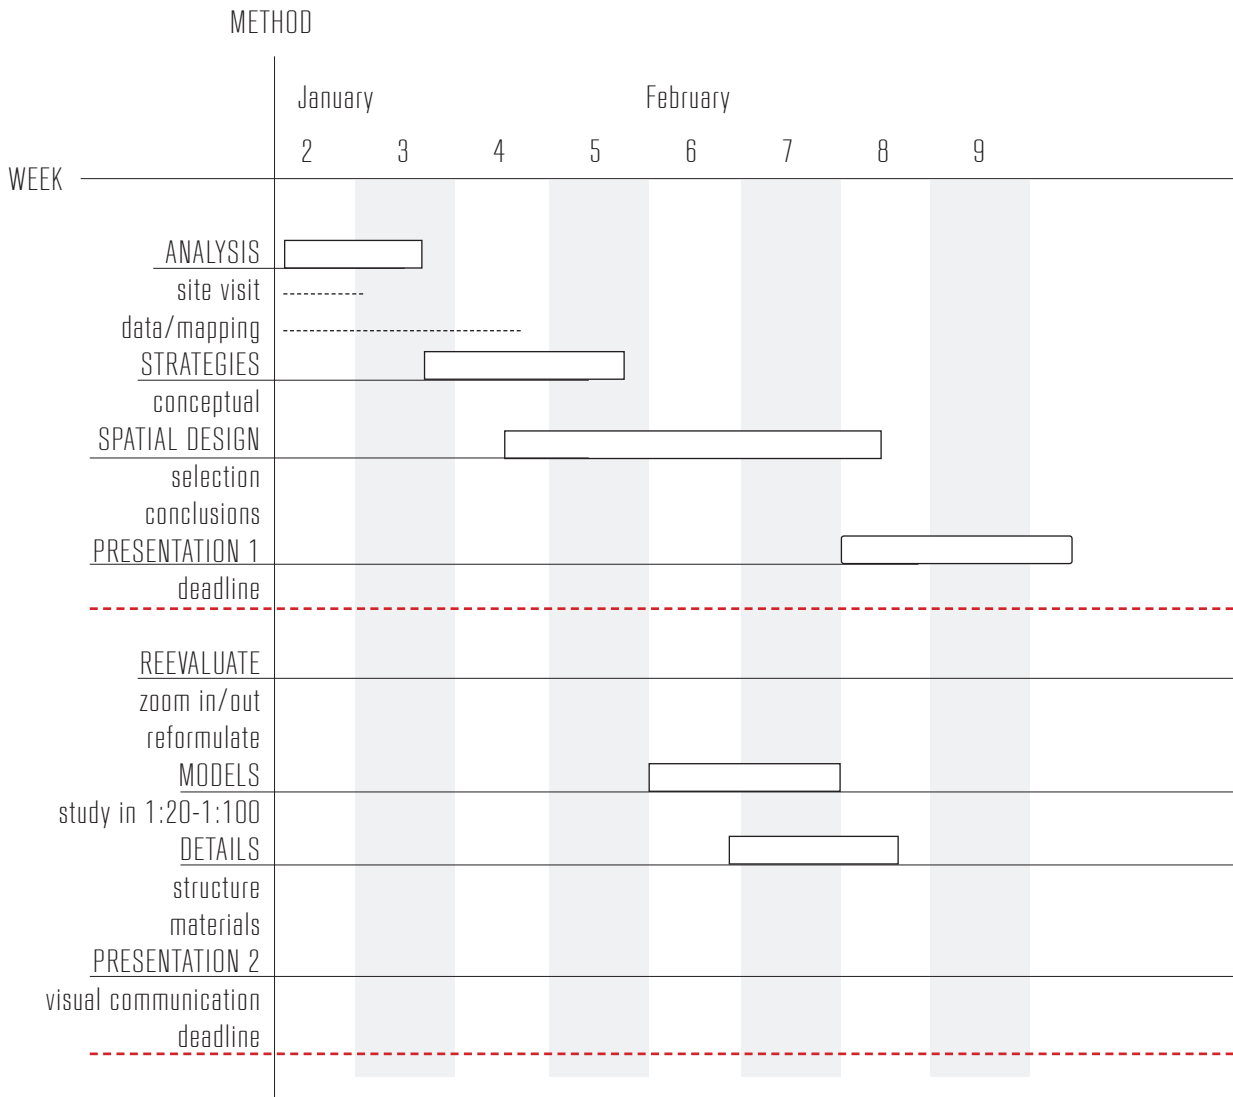 METHOD
January February
2 3 4 5 6 7 8 9
WEEK
ANALYSIS
site visit
data/mapping
STRATEGIES
conceptual
SPATIAL DESIGN
selection
conclusions
PRESENTATION 1
deadline
REEVALUATE
zoom in/out
reformulate
MODELS
study in 1:20-1:100
DETAILS
structure
materials
PRESENTATION 2
visual communication
deadline